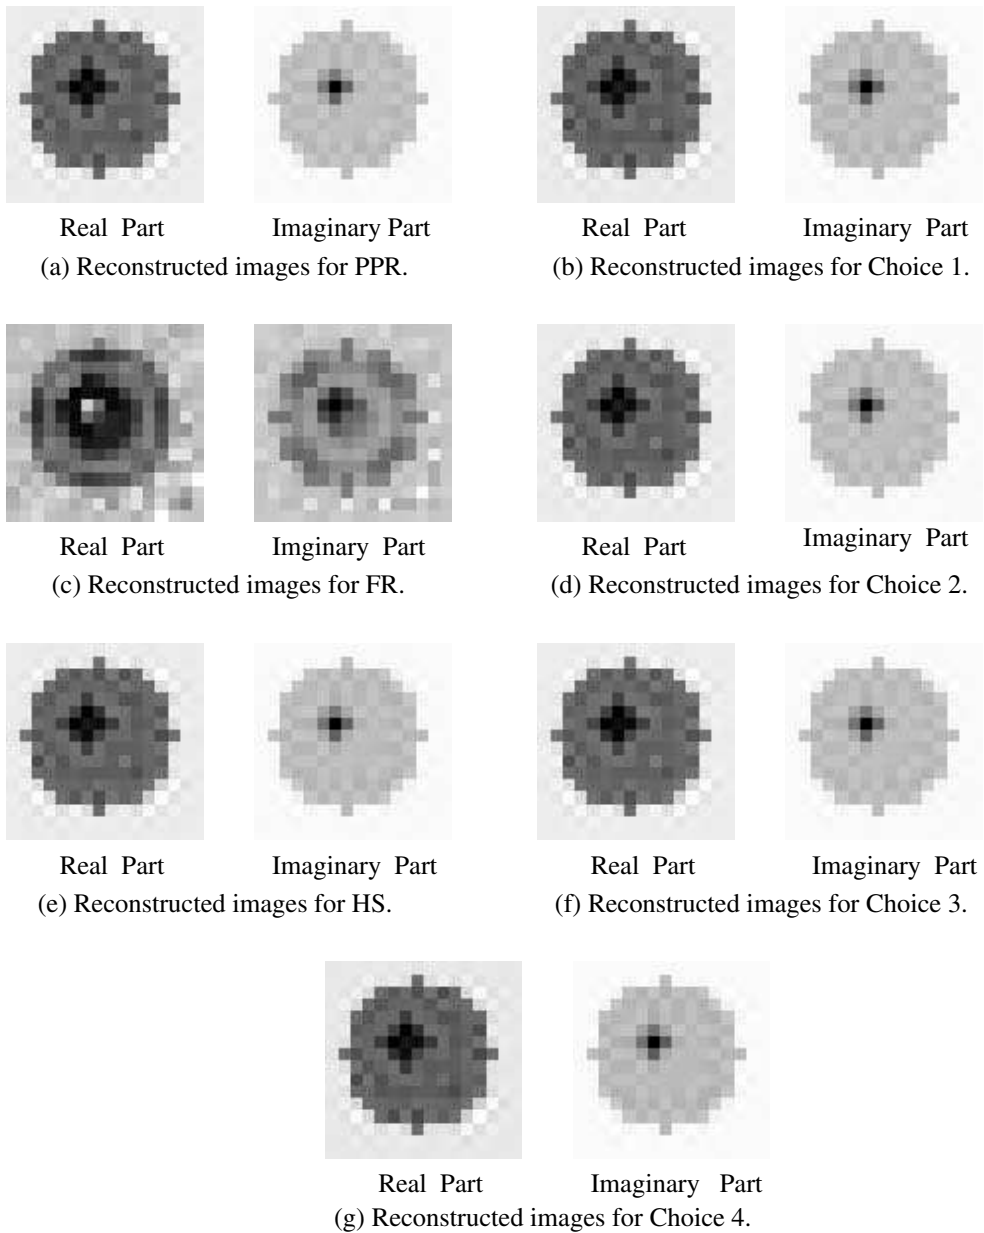 Real Part
Imaginary Part
(a) Reconstructed images for PPR.
Real Part
Imaginary Part
(b) Reconstructed images for Choice 1.
Real Part
Imginary Part
(c) Reconstructed images for FR.
Real Part
Imaginary Part
(d) Reconstructed images for Choice 2.
Real Part
Imaginary Part
(e) Reconstructed images for HS.
Real Part
Imaginary Part
(f) Reconstructed images for Choice 3.
Real Part
Imaginary Part
(g) Reconstructed images for Choice 4.